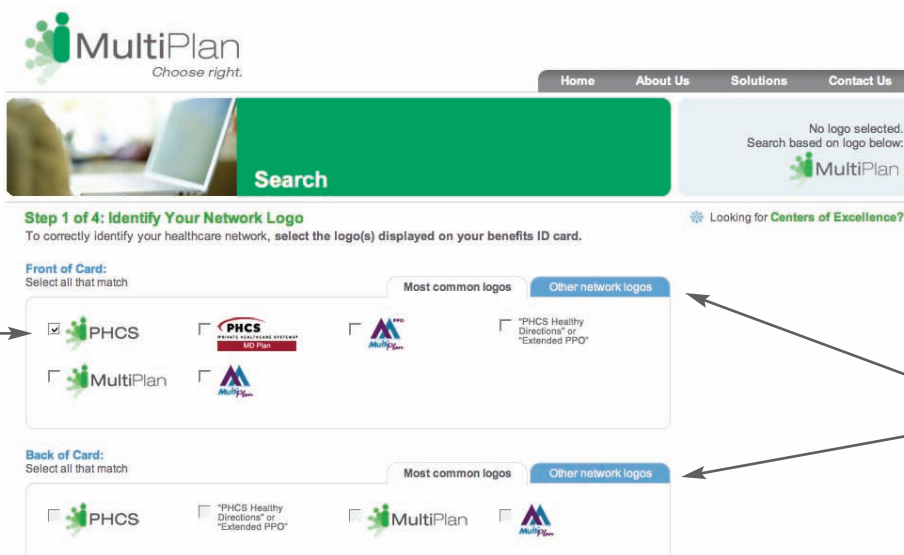 MultiPlan
Choose right.
Home About Us Solutions Contact Us
Search
No logo selected.
Search based on logo below:
MultiPlan
Step 1 of 4: Identify Your Network Logo
Looking for Centers of Excellence?
To correctly identify your healthcare network, select the logo(s) displayed on your benefits ID card.
Front of Card:
Select all that match
Most common logos Other network logos
PHCS
PHCS
PRIVATE HEALTHCARE SYSTEMS
MD Plan
PPO
MultiPlan
"PHCS Healthy
Directions" or
"Extended PPO"
MultiPlan
MultiPlan
Back of Card:
Select all that match
Most common logos Other network logos
PHCS
"PHCS Healthy
Directions" or
"Extended PPO"
MultiPlan
MultiPlan